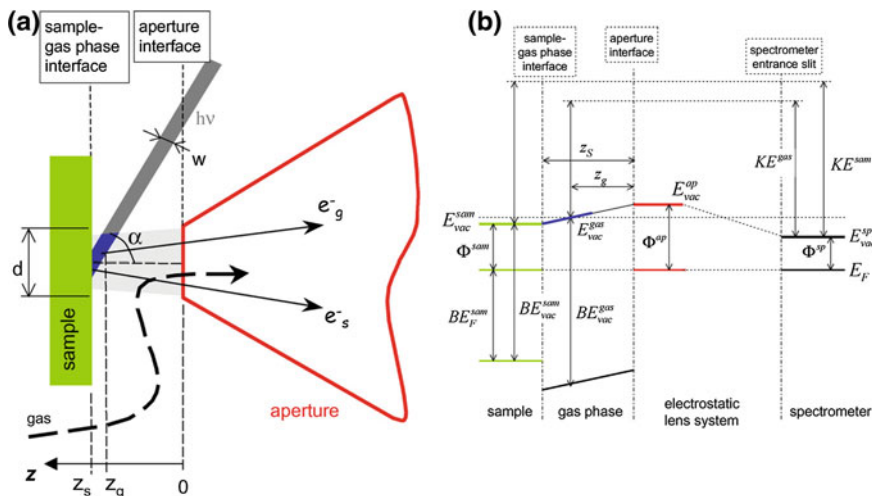 (a)
sample-
gas phase
interface
aperture
interface
hν
w
α
d
e⁻g
e⁻s
sample
aperture
gas
z
zs
zg
0
(b)
sample-
gas phase
interface
aperture
interface
spectrometer
entrance slit
zS
zg
KE^gas
KE^sam
E^ap_vac
E^sam_vac
E^gas_vac
E^sp_vac
Φ^sam
Φ^ap
Φ^sp
EF
BE^sam_F
BE^sam_vac
BE^gas_vac
sample
gas phase
electrostatic
lens system
spectrometer